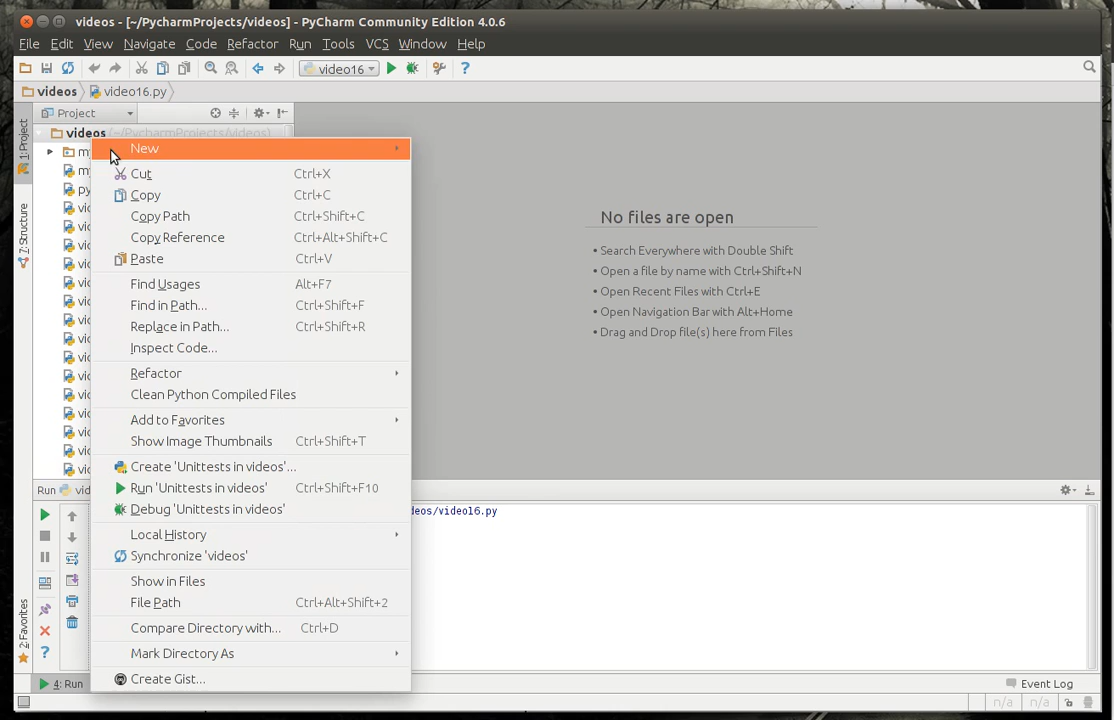 videos - [~/PycharmProjects/videos] - PyCharm Community Edition 4.0.6
File Edit View Navigate Code Refactor Run Tools VCS Window Help
video16
videos video16.py
Project
1: Project
7: Structure
2: Favorites
videos (~/PycharmProjects/videos)
New
Cut Ctrl+X
Copy Ctrl+C
Copy Path Ctrl+Shift+C
Copy Reference Ctrl+Alt+Shift+C
Paste Ctrl+V
Find Usages Alt+F7
Find in Path... Ctrl+Shift+F
Replace in Path... Ctrl+Shift+R
Inspect Code...
Refactor
Clean Python Compiled Files
Add to Favorites
Show Image Thumbnails Ctrl+Shift+T
Create 'Unittests in videos'...
Run 'Unittests in videos' Ctrl+Shift+F10
Debug 'Unittests in videos'
Local History
Synchronize 'videos'
Show in Files
File Path Ctrl+Alt+Shift+2
Compare Directory with... Ctrl+D
Mark Directory As
Create Gist...
No files are open
• Search Everywhere with Double Shift
• Open a file by name with Ctrl+Shift+N
• Open Recent Files with Ctrl+E
• Open Navigation Bar with Alt+Home
• Drag and Drop file(s) here from Files
Run
deos/video16.py
4: Run
Event Log
n/a n/a